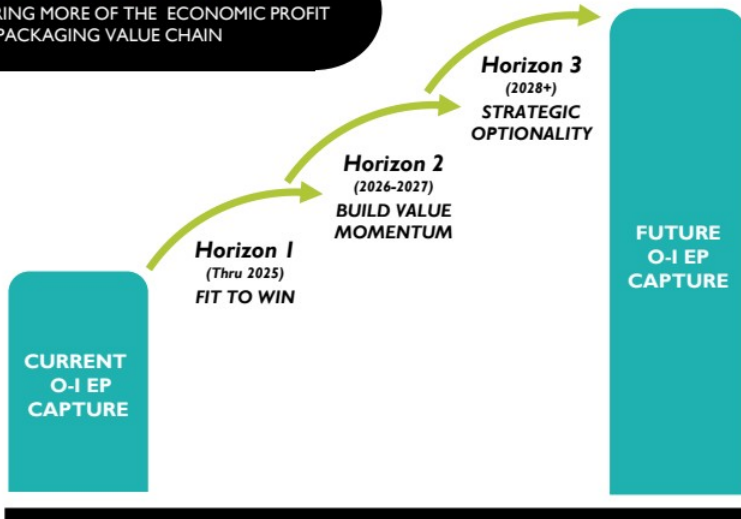 MORE OF THE ECONOMIC PROFIT
PACKAGING VALUE CHAIN
Horizon 3
(2028+)
STRATEGIC
OPTIONALITY
Horizon 2
(2026-2027)
BUILD VALUE
MOMENTUM
Horizon 1
(Thru 2025)
FIT TO WIN
CURRENT
O-I EP
CAPTURE
FUTURE
O-I EP
CAPTURE